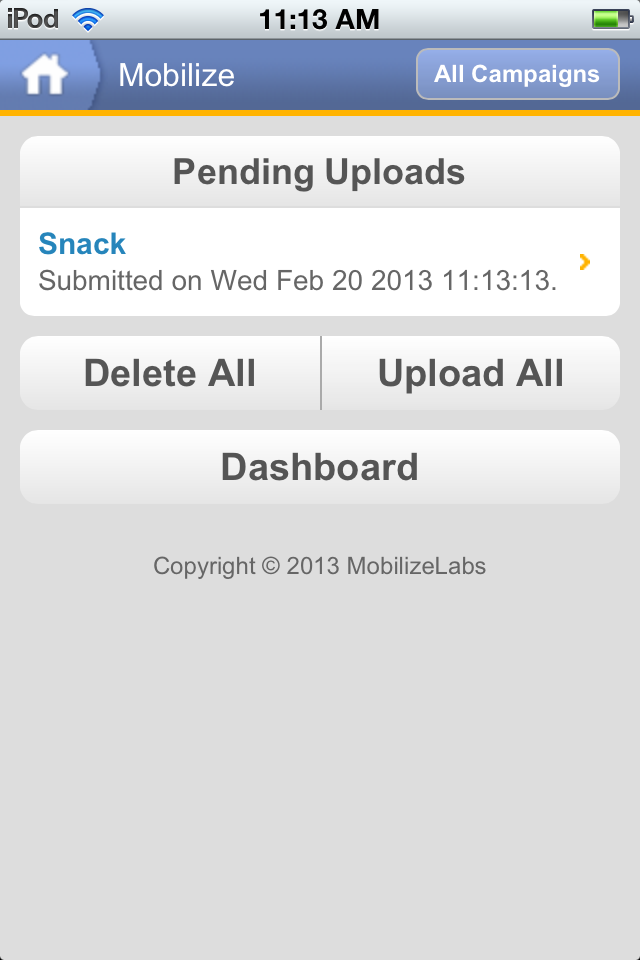 iPod 11:13 AM
Mobilize All Campaigns
Pending Uploads
Snack
Submitted on Wed Feb 20 2013 11:13:13.
Delete All Upload All
Dashboard
Copyright © 2013 MobilizeLabs